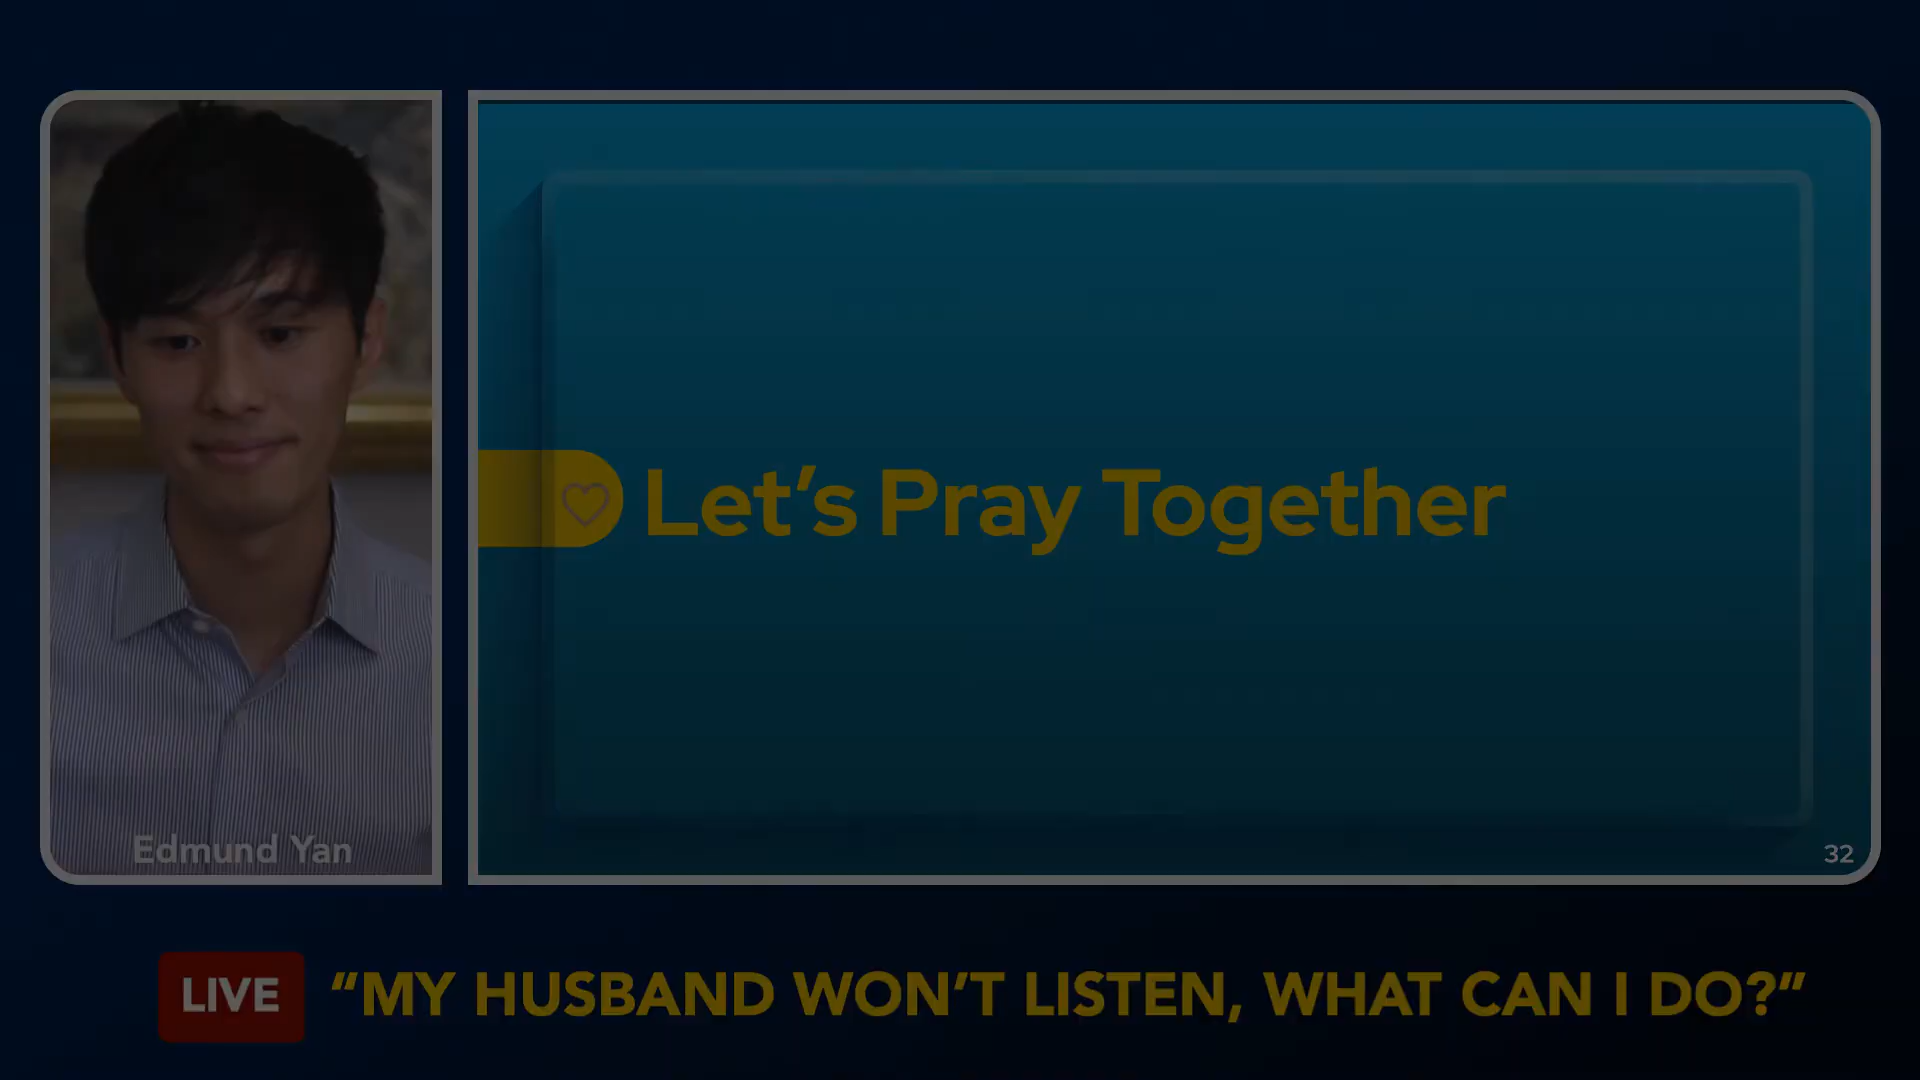 Let’s Pray Together
Edmund Yan
32
LIVE “MY HUSBAND WON’T LISTEN, WHAT CAN I DO?”